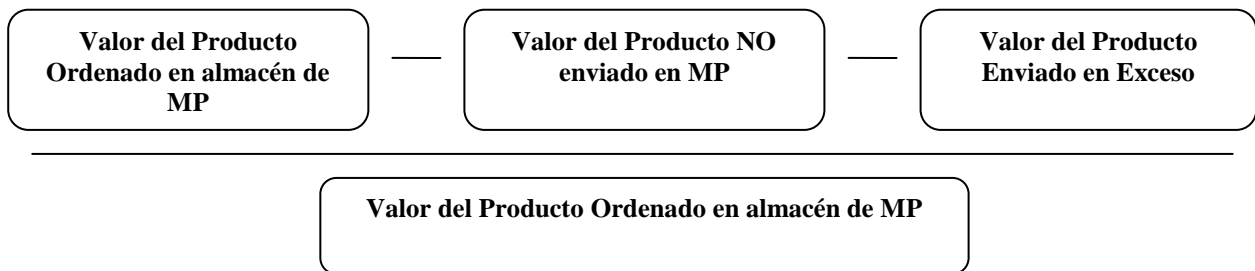 Valor del Producto
Ordenado en almacén de
MP
Valor del Producto NO
enviado en MP
Valor del Producto
Enviado en Exceso
Valor del Producto Ordenado en almacén de MP